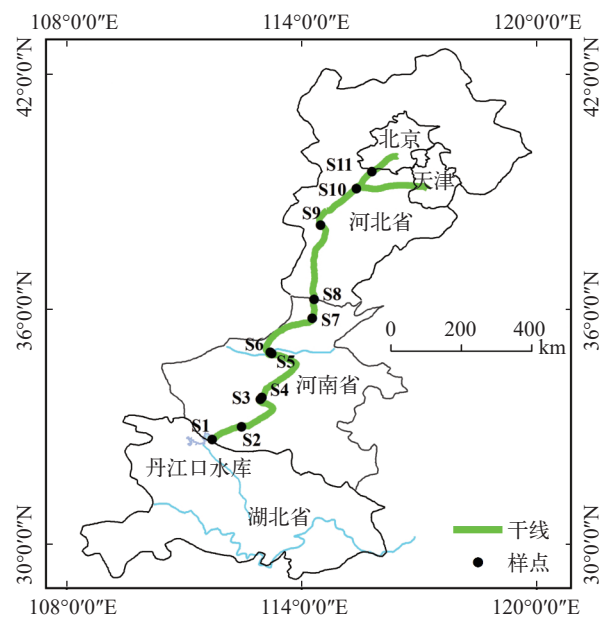 108°0′0″E
114°0′0″E
120°0′0″E
42°0′0″N
42°0′0″N
北京
S11
天津
S10
S9
河北省
S8
36°0′0″N
S7
36°0′0″N
0 200 400
km
S6
S5
河南省
S4
S3
S1
S2
丹江口水库
湖北省
干线
样点
30°0′0″N
30°0′0″N
108°0′0″E
114°0′0″E
120°0′0″E